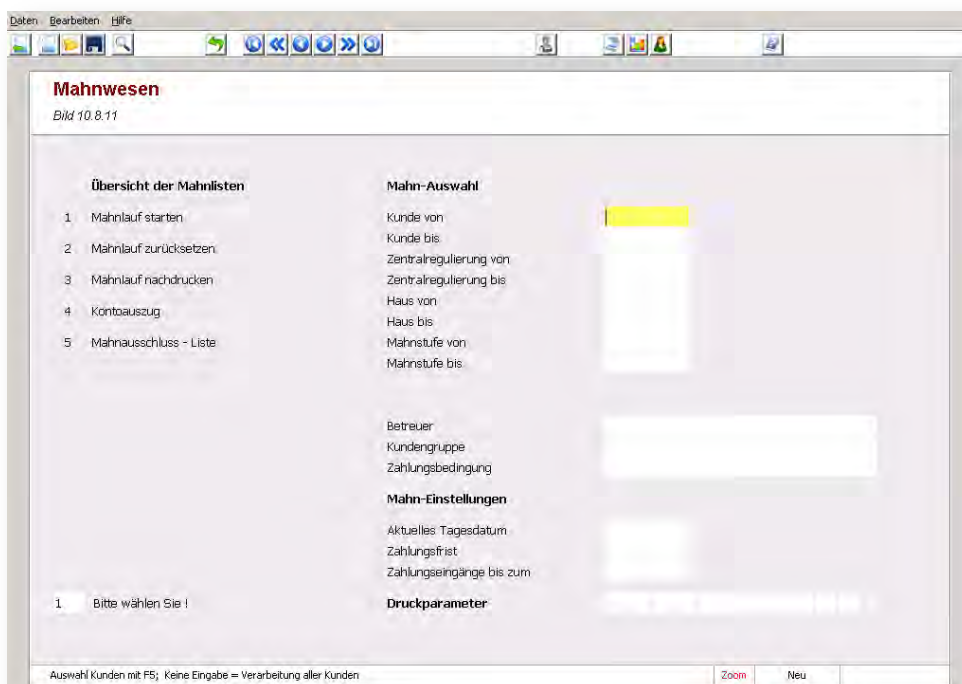 Daten Bearbeiten Hilfe
Mahnwesen
Bild 10.8.11
Übersicht der Mahnlisten
1 Mahnlauf starten
2 Mahnlauf zurücksetzen
3 Mahnlauf nachdrucken
4 Kontoauszug
5 Mahnausschluss - Liste
Mahn-Auswahl
Kunde von
Kunde bis
Zentralregulierung von
Zentralregulierung bis
Haus von
Haus bis
Mahnstufe von
Mahnstufe bis
Betreuer
Kundengruppe
Zahlungsbedingung
Mahn-Einstellungen
Aktuelles Tagesdatum
Zahlungsfrist
Zahlungseingänge bis zum
1 Bitte wählen Sie !
Druckparameter
Auswahl Kunden mit F5; Keine Eingabe = Verarbeitung aller Kunden
Zoom
Neu